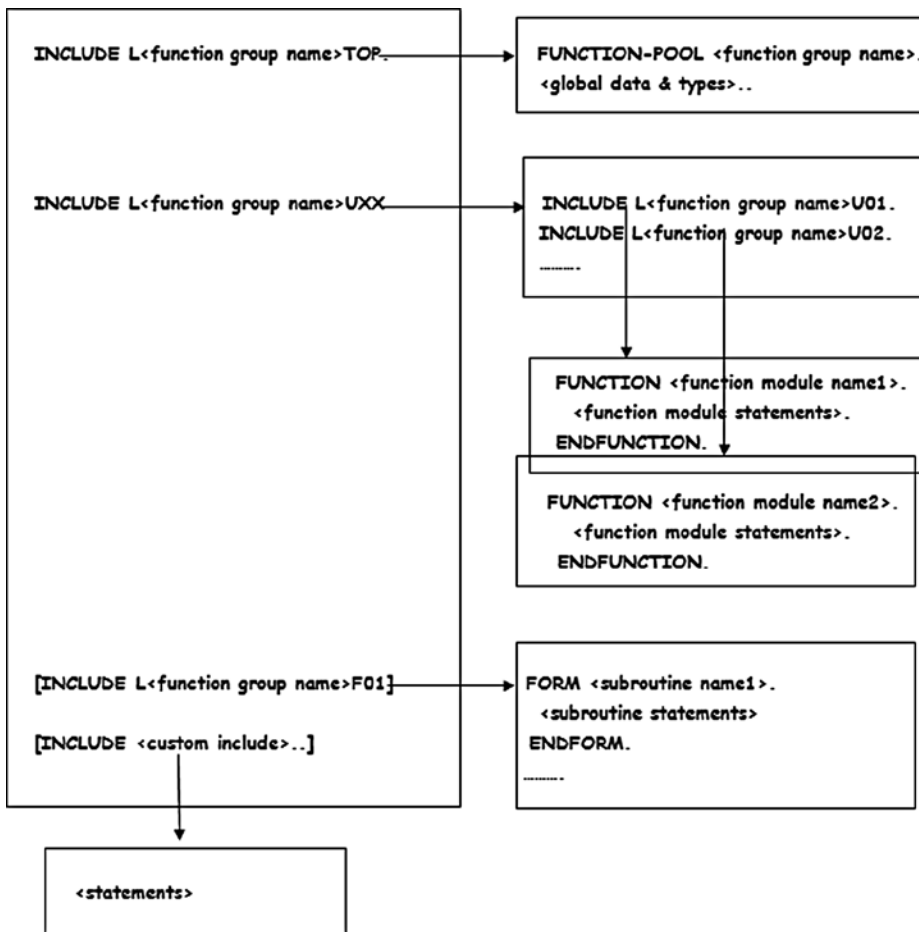 INCLUDE L<function group name>TOP.
FUNCTION-POOL <function group name>.
<global data & types>..
INCLUDE L<function group name>UXX
INCLUDE L<function group name>U01.
INCLUDE L<function group name>U02.
..........
FUNCTION <function module name1>.
<function module statements>.
ENDFUNCTION.
FUNCTION <function module name2>.
<function module statements>.
ENDFUNCTION.
[INCLUDE L<function group name>F01]
FORM <subroutine name1>.
<subroutine statements>
ENDFORM.
..........
[INCLUDE <custom include>..]
<statements>